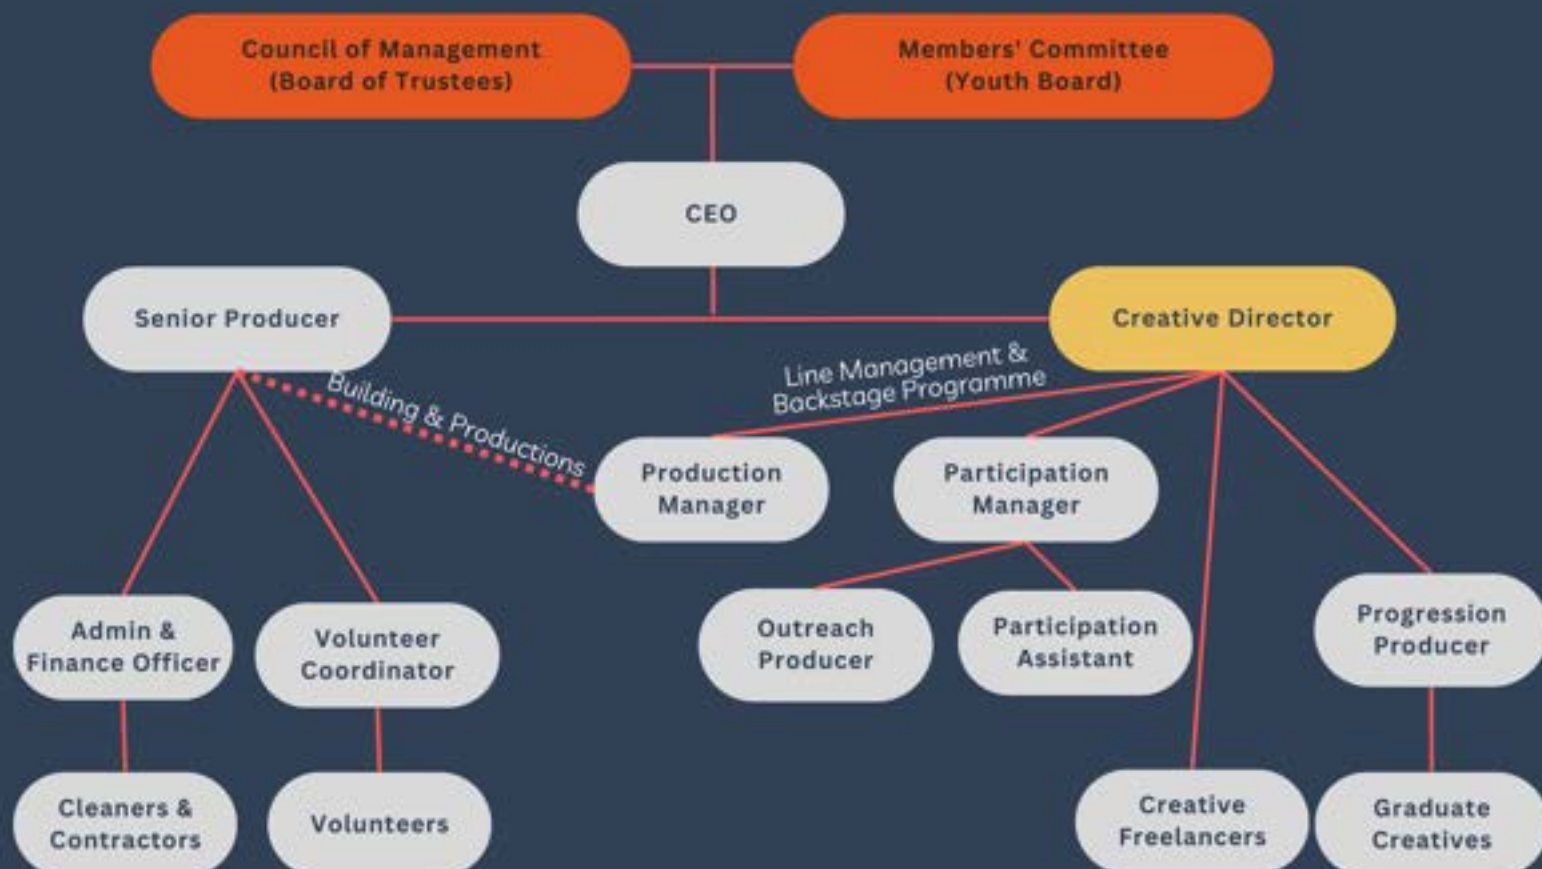 Council of Management
(Board of Trustees)
Members' Committee
(Youth Board)
CEO
Senior Producer
Creative Director
Line Management &
Backstage Programme
Building & Productions
Production
Manager
Participation
Manager
Admin &
Finance Officer
Volunteer
Coordinator
Outreach
Producer
Participation
Assistant
Progression
Producer
Cleaners &
Contractors
Volunteers
Creative
Freelancers
Graduate
Creatives